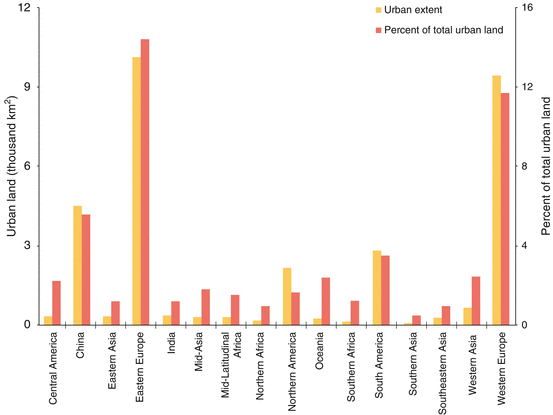 Urban extent
Percent of total urban land
12
9
6
3
0
16
12
8
4
0
Urban land (thousand km2)
Percent of total urban land
Central America
China
Eastern Asia
Eastern Europe
India
Mid-Asia
Mid-Latitudinal
Africa
Northern Africa
Northern America
Oceania
Southern Africa
South America
Southern Asia
Southeastern Asia
Western Asia
Western Europe